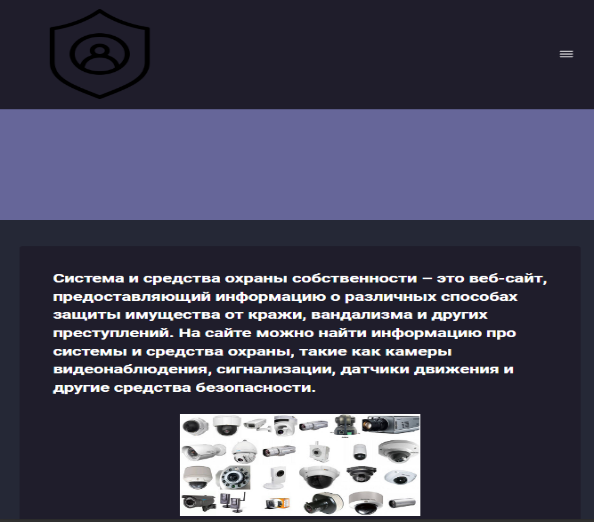 Система и средства охраны собственности – это веб-сайт,
предоставляющий информацию о различных способах
защиты имущества от кражи, вандализма и других
преступлений. На сайте можно найти информацию про
системы и средства охраны, такие как камеры
видеонаблюдения, сигнализации, датчики движения и
другие средства безопасности.